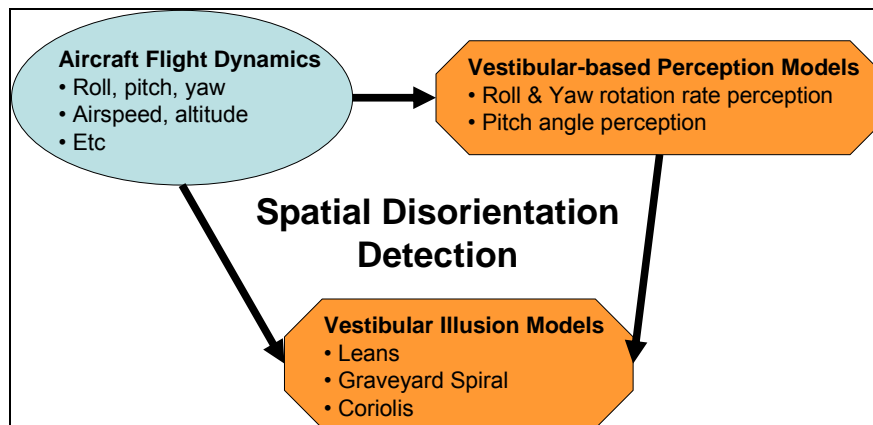 Aircraft Flight Dynamics
• Roll, pitch, yaw
• Airspeed, altitude
• Etc
Vestibular-based Perception Models
• Roll & Yaw rotation rate perception
• Pitch angle perception
Spatial Disorientation
Detection
Vestibular Illusion Models
• Leans
• Graveyard Spiral
• Coriolis